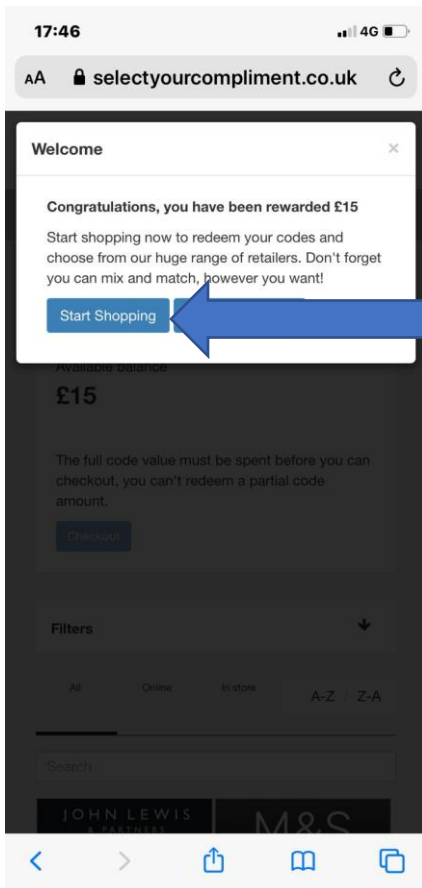 17:46
4G
AA selectyourcompliment.co.uk
Welcome
×
Congratulations, you have been rewarded £15
Start shopping now to redeem your codes and
choose from our huge range of retailers. Don't forget
you can mix and match, however you want!
Start Shopping
Available balance
£15
The full code value must be spent before you can
checkout, you can't redeem a partial code
amount.
Checkout
Filters
All Online In store A-Z / Z-A
Search
JOHN LEWIS
& PARTNERS
M&S